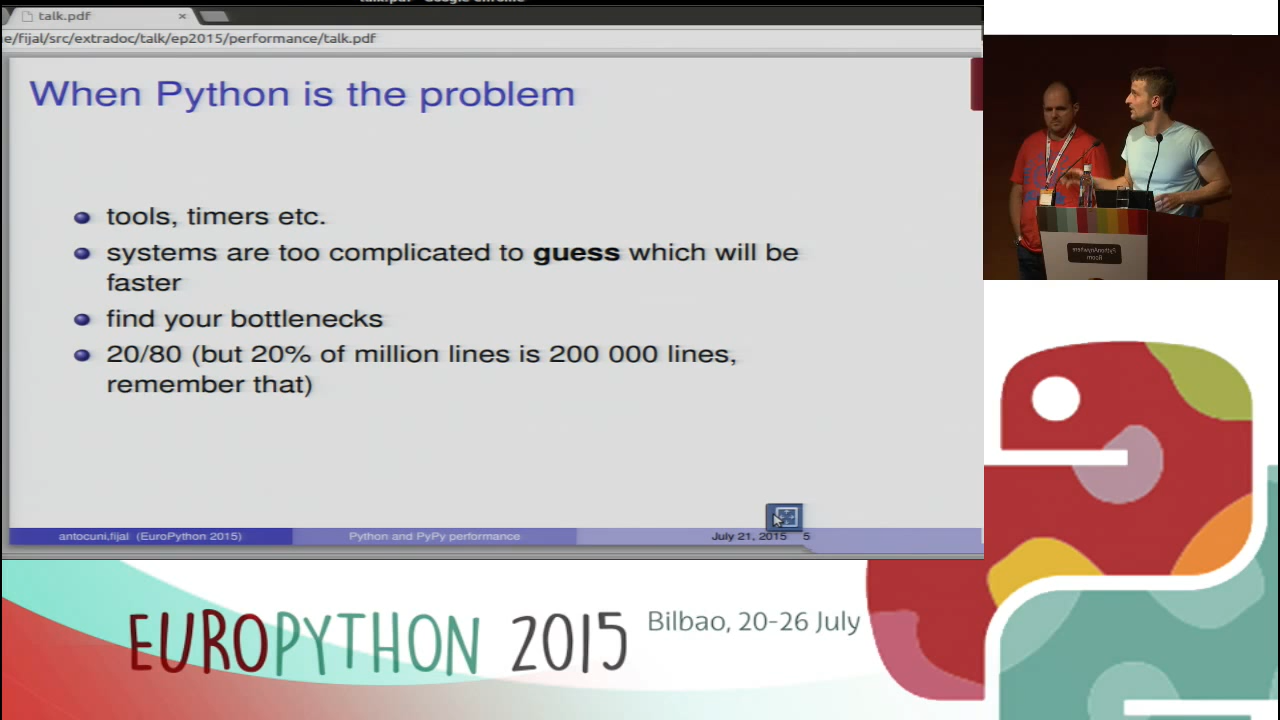 talk.pdf
e/fijal/src/extradoc/talk/ep2015/performance/talk.pdf
When Python is the problem
tools, timers etc.
systems are too complicated to guess which will be
faster
find your bottlenecks
20/80 (but 20% of million lines is 200 000 lines,
remember that)
antocuni,fijal (EuroPython 2015)
Python and PyPy performance
July 21, 2015 5
PythonAnywhere
Room
EUROPYTHON 2015
Bilbao, 20-26 July